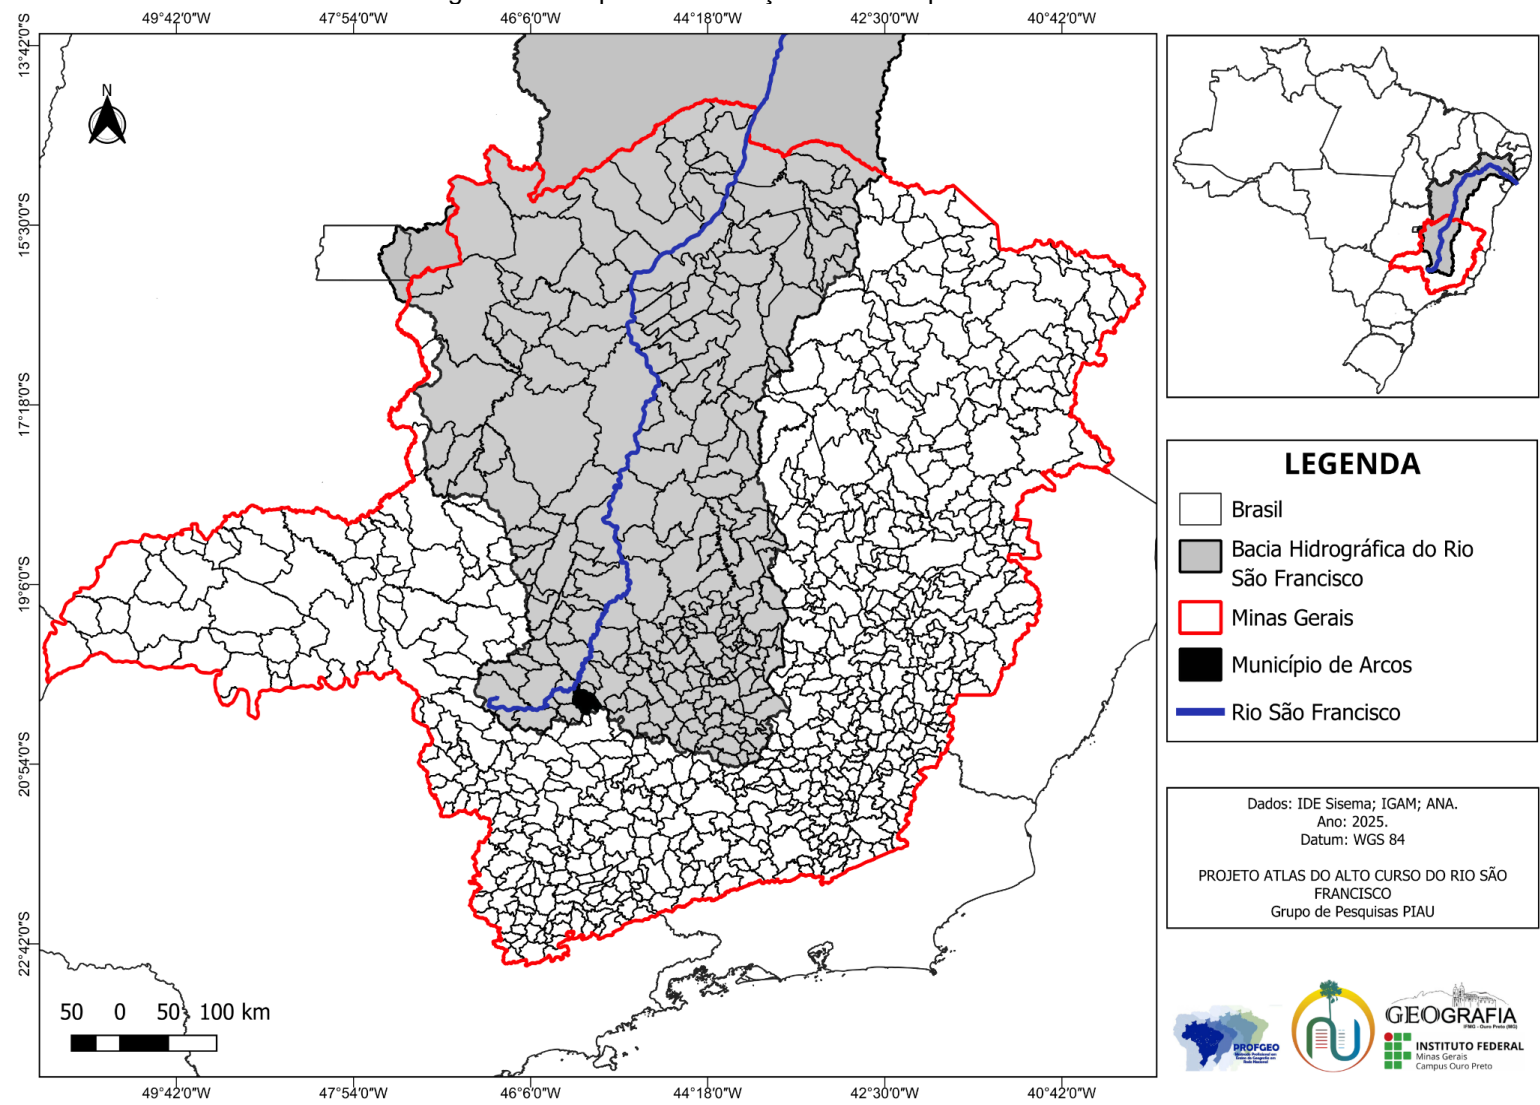 49°42'0"W 47°54'0"W 46°6'0"W 44°18'0"W 42°30'0"W 40°42'0"W
13°42'0"S
15°30'0"S
17°18'0"S
19°6'0"S
20°54'0"S
22°42'0"S
N
50 0 50 100 km
49°42'0"W 47°54'0"W 46°6'0"W 44°18'0"W 42°30'0"W 40°42'0"W
LEGENDA
Brasil
Bacia Hidrográfica do Rio
São Francisco
Minas Gerais
Município de Arcos
Rio São Francisco
Dados: IDE Sisema; IGAM; ANA.
Ano: 2025.
Datum: WGS 84
PROJETO ATLAS DO ALTO CURSO DO RIO SÃO
FRANCISCO
Grupo de Pesquisas PIAU
PROFGEO
GEOGRAFIA
IFMG - Ouro Preto (MG)
INSTITUTO FEDERAL
Minas Gerais
Campus Ouro Preto